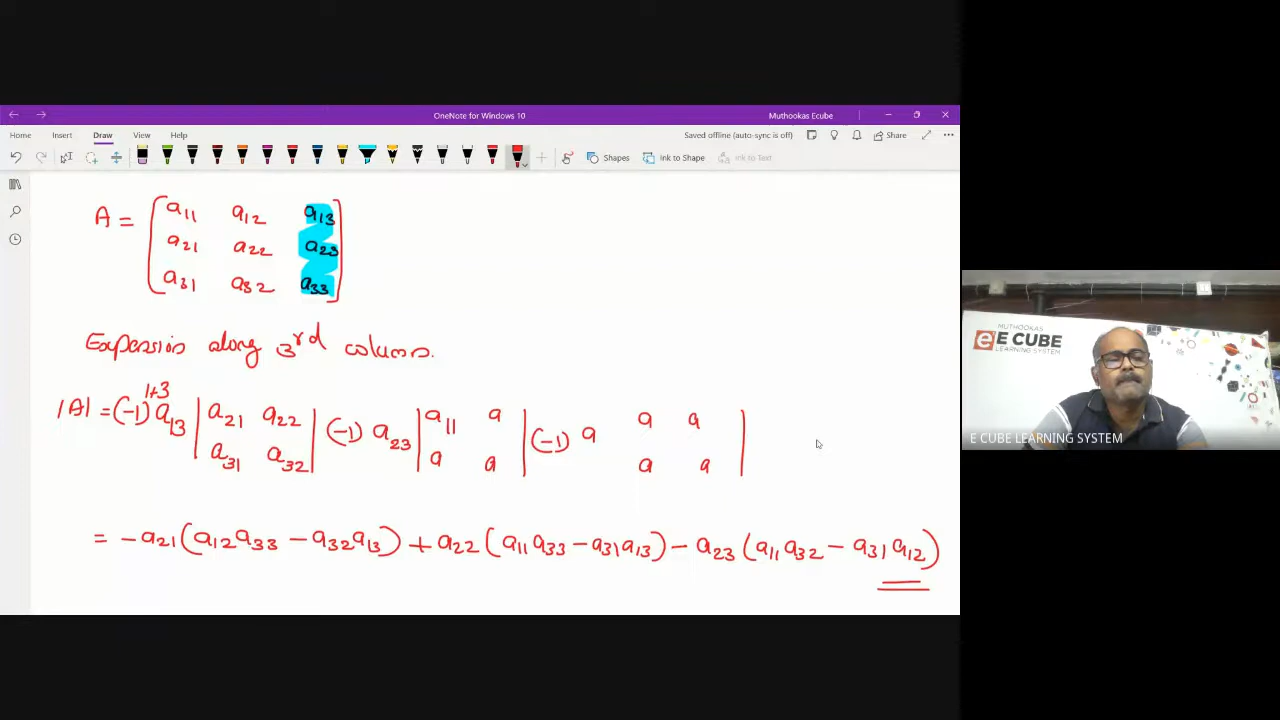 OneNote for Windows 10
Muthookas Ecube
Home Insert Draw View Help
Saved offline (auto-sync is off) Share
Shapes Ink to Shape Ink to Text
A = [ a11 a12 a13
a21 a22 a23
a31 a32 a33 ]
Expansion along 3rd column.
|A| = (-1)^1+3 a13 | a21 a22 | (-1) a23 | a11 a | (-1) a a a |
a31 a32 a a a a
= -a21(a12a33 - a32a13) + a22(a11a33 - a31a13) - a23(a11a32 - a31a12)
MUTHOOKAS
e E CUBE
LEARNING SYSTEM
E CUBE LEARNING SYSTEM